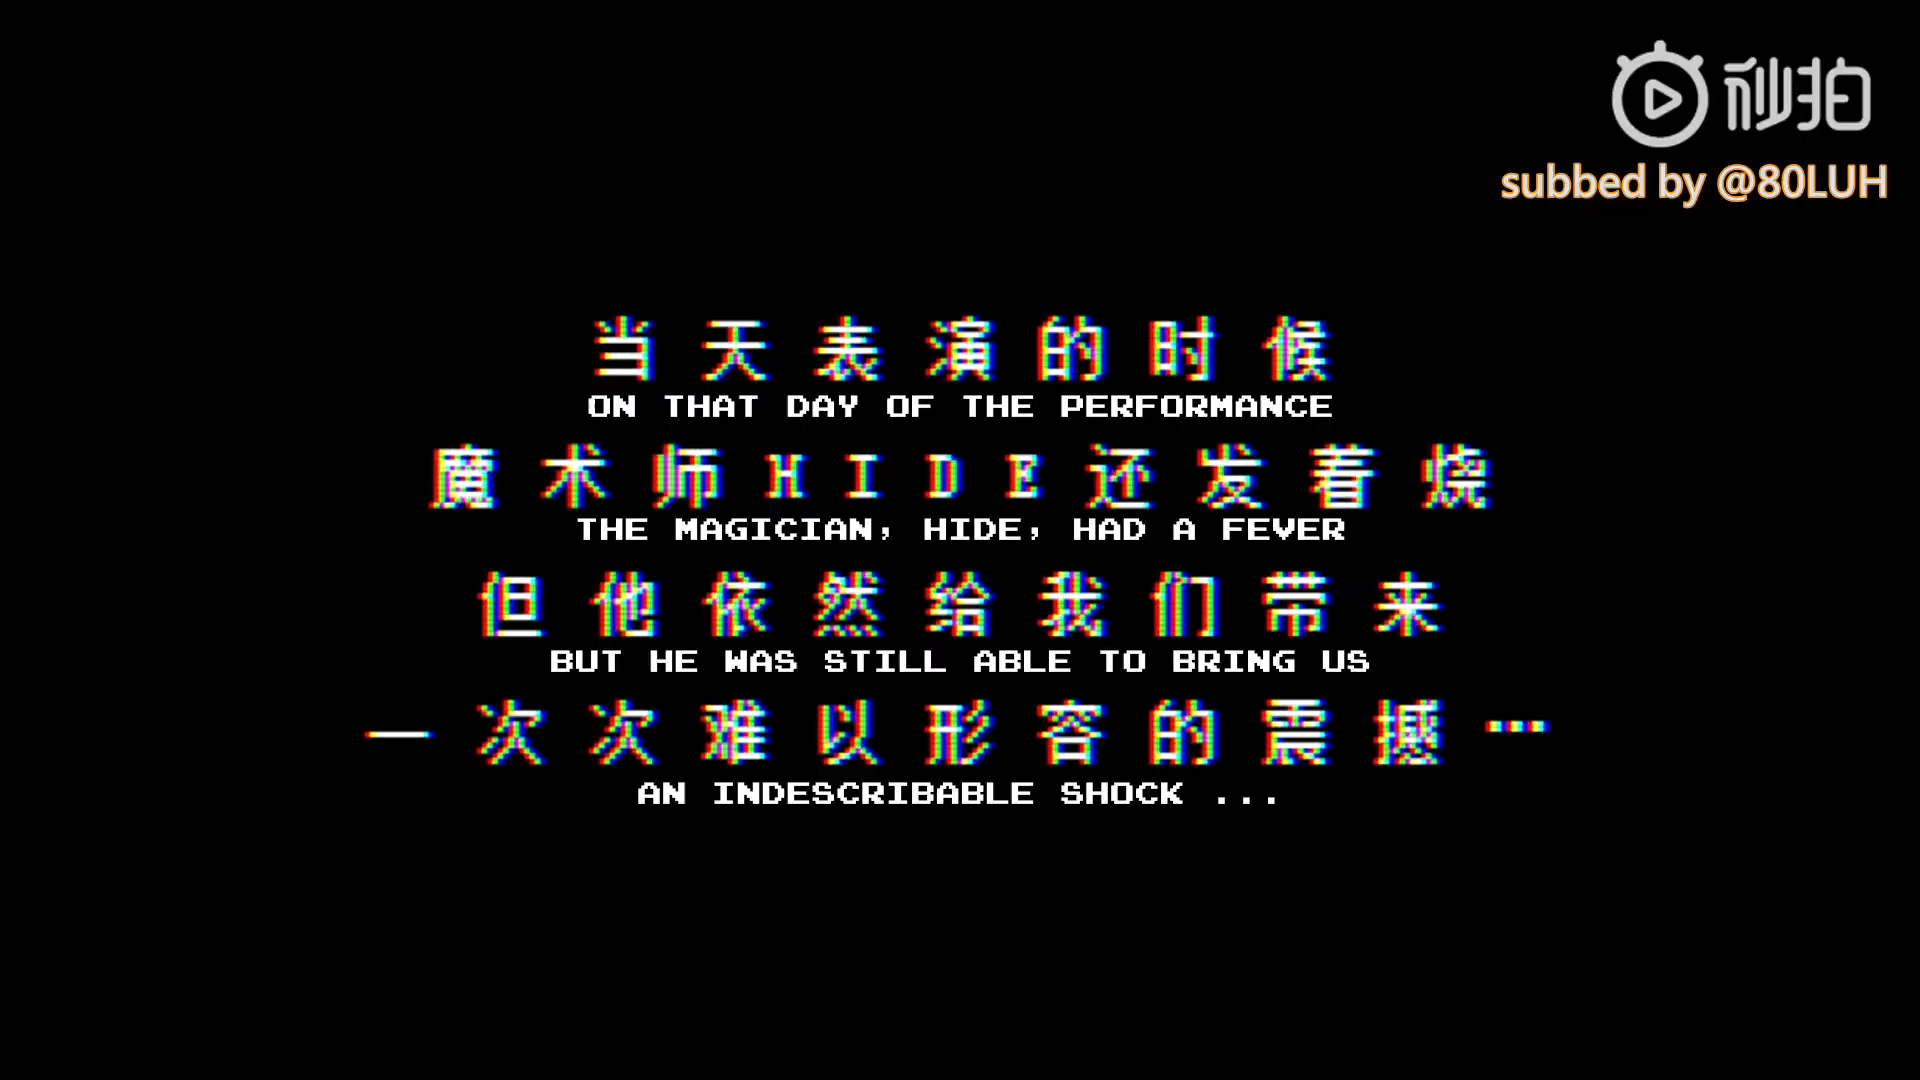 秒拍
subbed by @80LUH
当天表演的时候
ON THAT DAY OF THE PERFORMANCE
魔术师HIDE还发着烧
THE MAGICIAN, HIDE, HAD A FEVER
但他依然给我们带来
BUT HE WAS STILL ABLE TO BRING US
一次次难以形容的震撼…
AN INDESCRIBABLE SHOCK ...